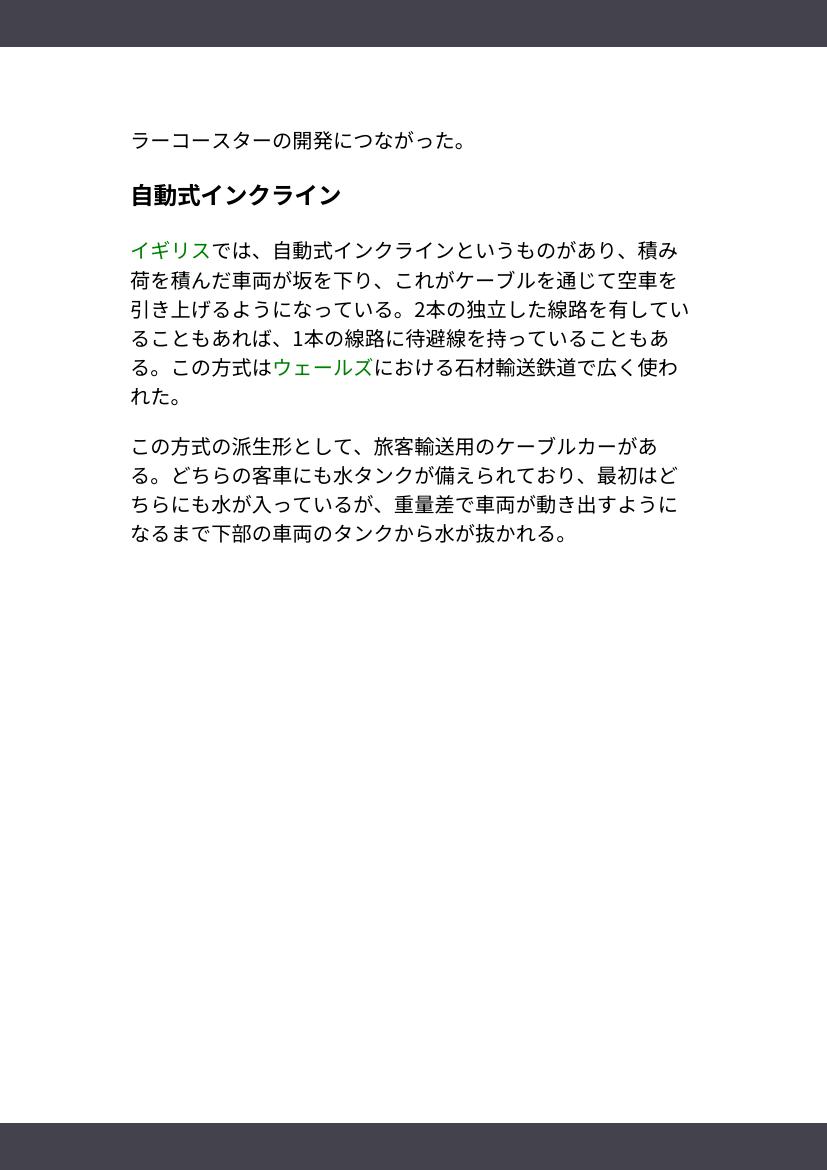 ラーコースターの開発につながった。
自動式インクライン
イギリスでは、自動式インクラインというものがあり、積み
荷を積んだ車両が坂を下り、これがケーブルを通じて空車を
引き上げるようになっている。2本の独立した線路を有してい
ることもあれば、1本の線路に待避線を持っていることもあ
る。この方式はウェールズにおける石材輸送鉄道で広く使わ
れた。
この方式の派生形として、旅客輸送用のケーブルカーがあ
る。どちらの客車にも水タンクが備えられており、最初はど
ちらにも水が入っているが、重量差で車両が動き出すように
なるまで下部の車両のタンクから水が抜かれる。